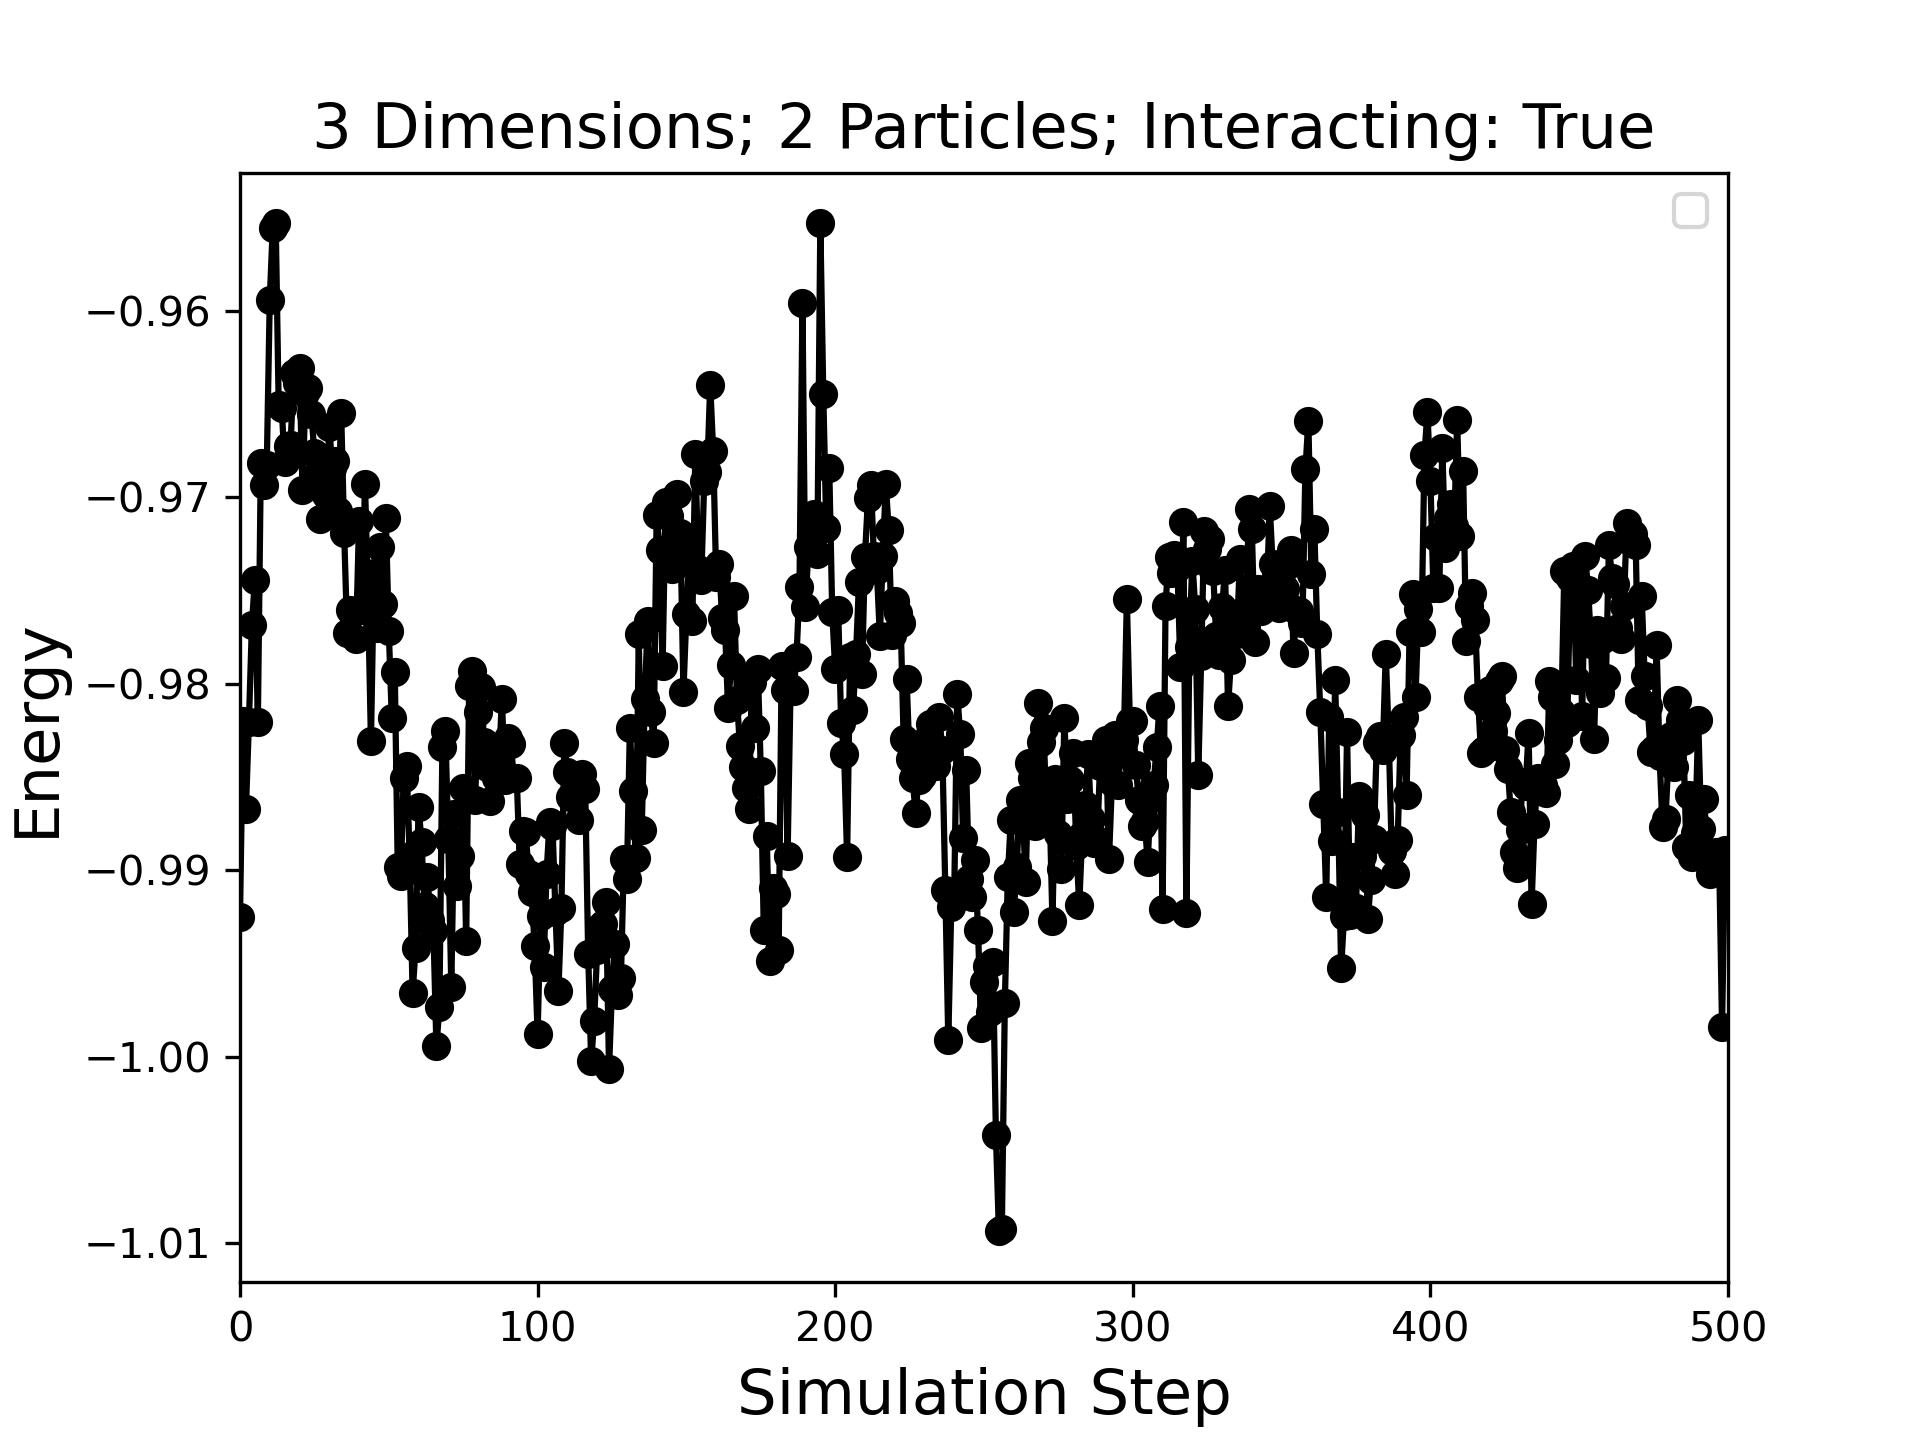 3 Dimensions; 2 Particles; Interacting: True
Energy
−0.96
−0.97
−0.98
−0.99
−1.00
−1.01
0 100 200 300 400 500
Simulation Step